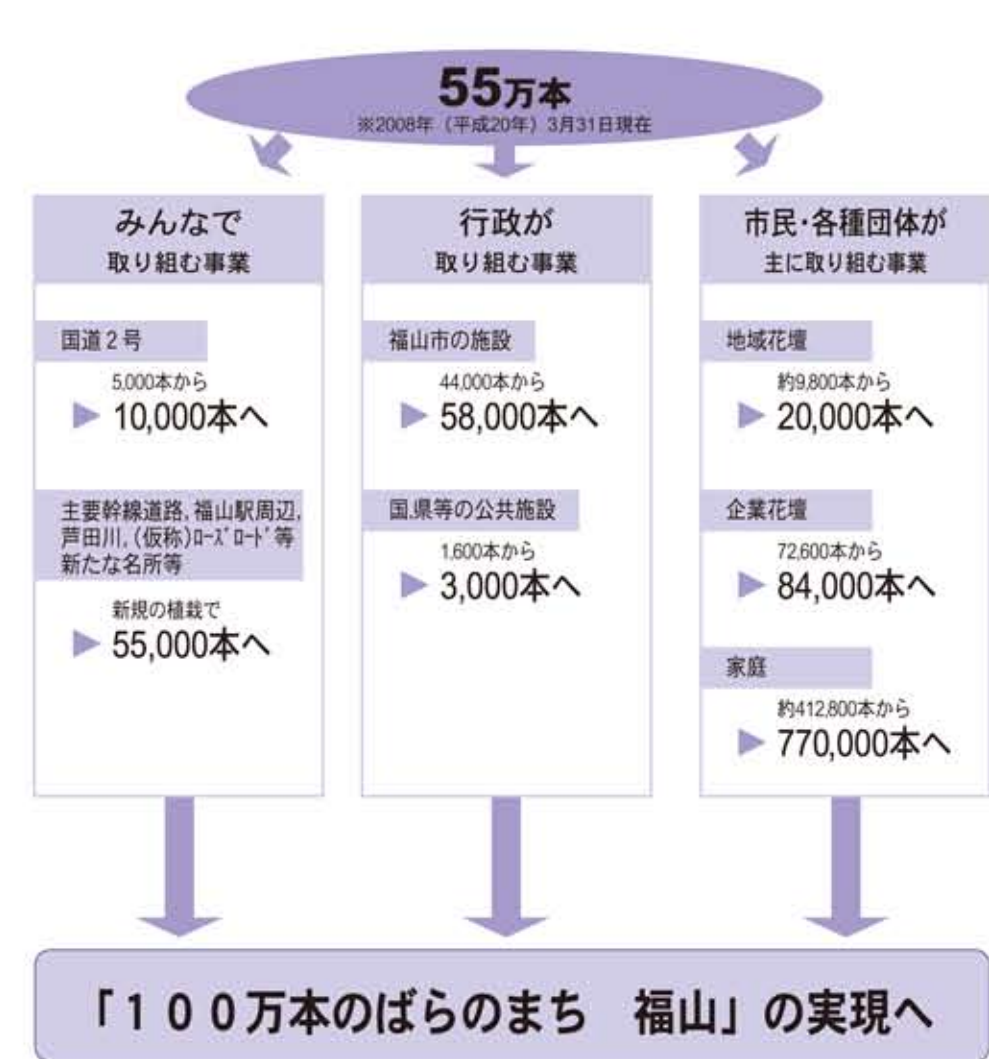 55万本
※2008年（平成20年）3月31日現在
みんなで
取り組む事業
国道２号
5,000本から
10,000本へ
主要幹線道路,福山駅周辺,
芦田川,(仮称)ﾛｰｽﾞﾛｰﾄﾞ等
新たな名所等
新規の植栽で
55,000本へ
行政が
取り組む事業
福山市の施設
44,000本から
58,000本へ
国,県等の公共施設
1,600本から
3,000本へ
市民・各種団体が
主に取り組む事業
地域花壇
約9,800本から
20,000本へ
企業花壇
72,600本から
84,000本へ
家庭
約412,800本から
770,000本へ
「１００万本のばらのまち　福山」の実現へ